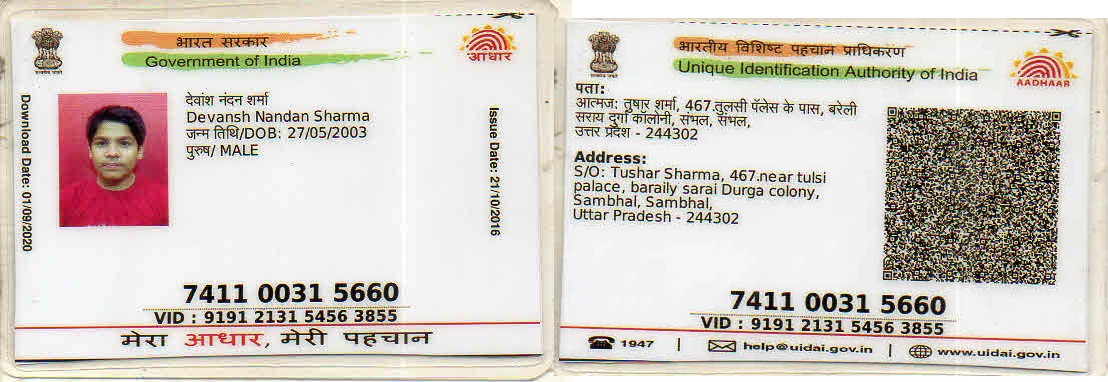 भारत सरकार
Government of India
आधार
Download Date: 01/09/2020
देवांश नंदन शर्मा
Devansh Nandan Sharma
जन्म तिथि/DOB: 27/05/2003
पुरुष/ MALE
Issue Date: 21/10/2016
7411 0031 5660
VID : 9191 2131 5456 3855
मेरा आधार, मेरी पहचान
भारतीय विशिष्ट पहचान प्राधिकरण
Unique Identification Authority of India
AADHAAR
पता:
आत्मज: तुषार शर्मा, 467.तुलसी पॅलेस के पास, बरेली
सराय दुर्गा कॉलोनी, संभल, संभल,
उत्तर प्रदेश - 244302
Address:
S/O: Tushar Sharma, 467.near tulsi
palace, baraily sarai Durga colony,
Sambhal, Sambhal,
Uttar Pradesh - 244302
7411 0031 5660
VID : 9191 2131 5456 3855
1947 | help@uidai.gov.in | www.uidai.gov.in